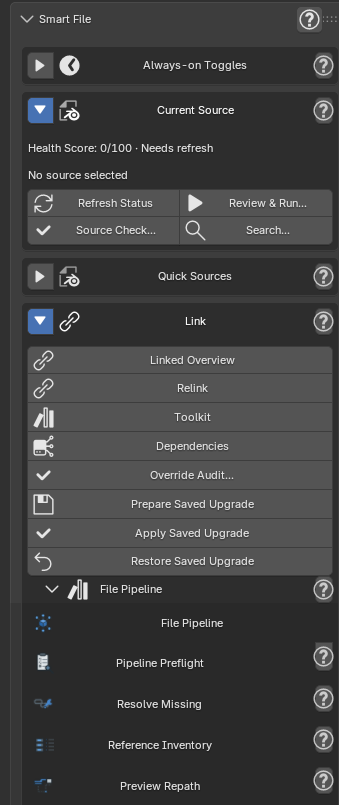 Smart File
Always-on Toggles
Current Source
Health Score: 0/100 · Needs refresh
No source selected
Refresh Status
Review & Run...
Source Check...
Search...
Quick Sources
Link
Linked Overview
Relink
Toolkit
Dependencies
Override Audit...
Prepare Saved Upgrade
Apply Saved Upgrade
Restore Saved Upgrade
File Pipeline
File Pipeline
Pipeline Preflight
Resolve Missing
Reference Inventory
Preview Repath